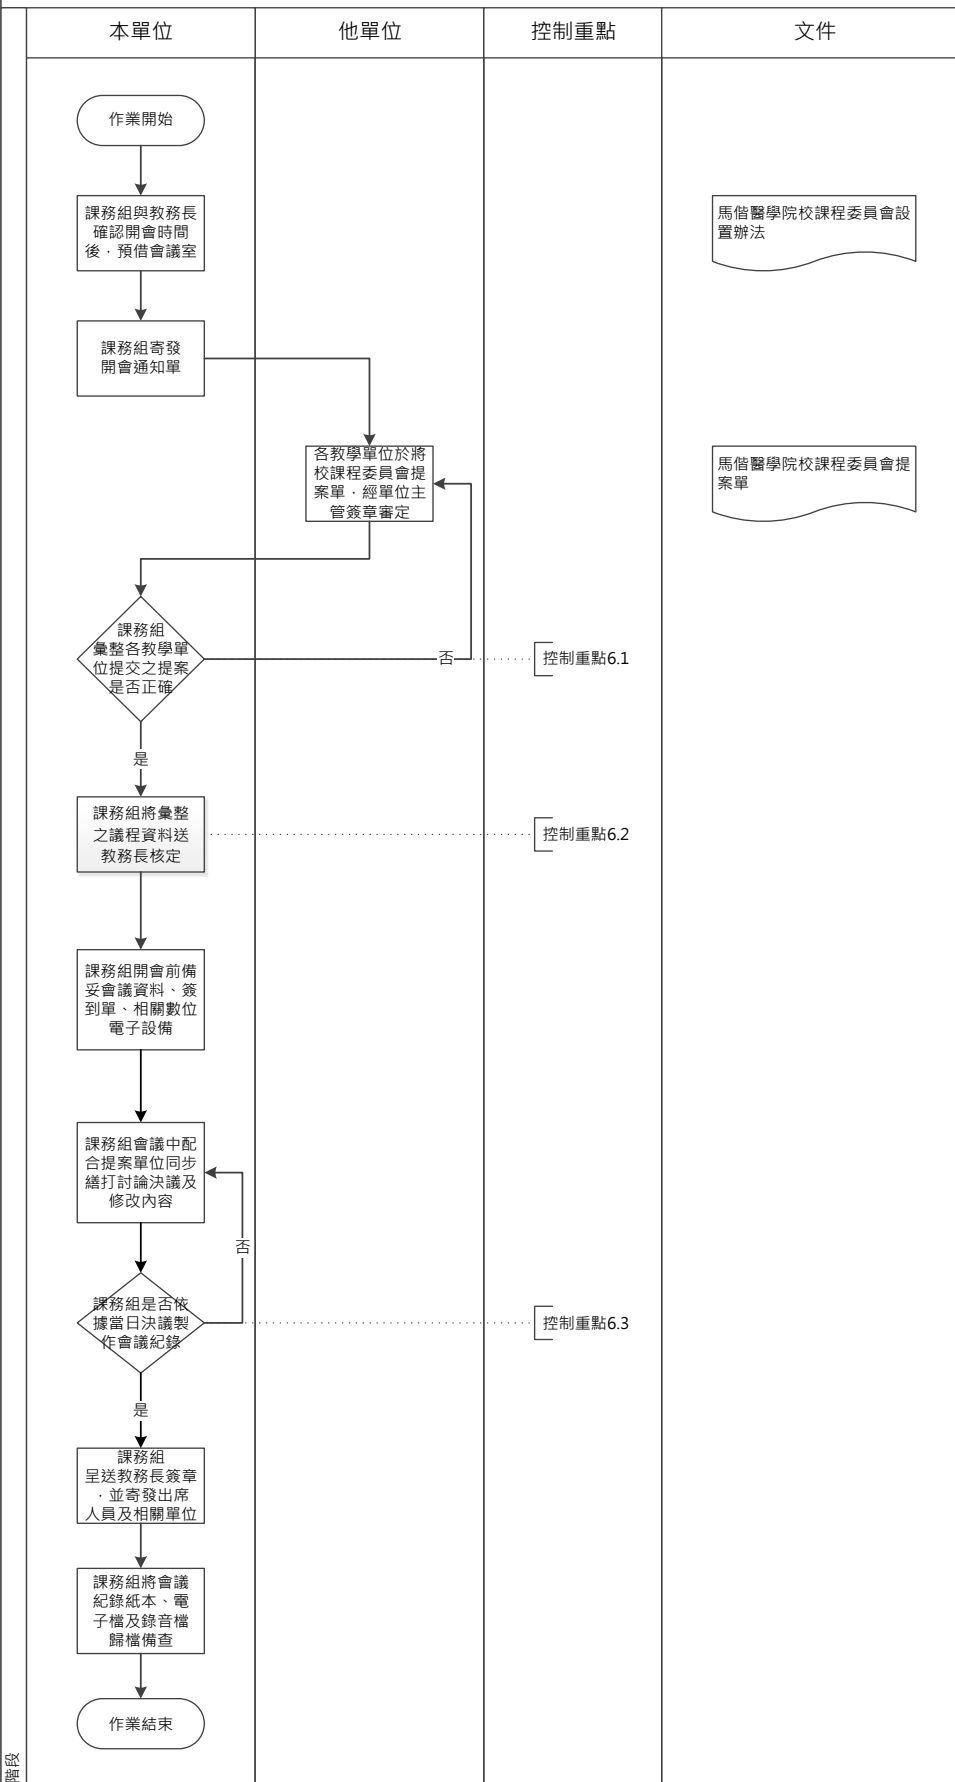 本單位
他單位
控制重點
文件
作業開始
課務組與教務長
確認開會時間
後，預借會議室
馬偕醫學院校課程委員會設
置辦法
課務組寄發
開會通知單
各教學單位於將
校課程委員會提
案單，經單位主
管簽章審定
馬偕醫學院校課程委員會提
案單
課務組
彙整各教學單
位提交之提案
是否正確
否
控制重點6.1
是
課務組將彙整
之議程資料送
教務長核定
控制重點6.2
課務組開會前備
妥會議資料、簽
到單、相關數位
電子設備
課務組會議中配
合提案單位同步
繕打討論決議及
修改內容
否
課務組是否依
據當日決議製
作會議紀錄
控制重點6.3
是
課務組
呈送教務長簽章
，並寄發出席
人員及相關單位
課務組將會議
紀錄紙本、電
子檔及錄音檔
歸檔備查
作業結束
階段